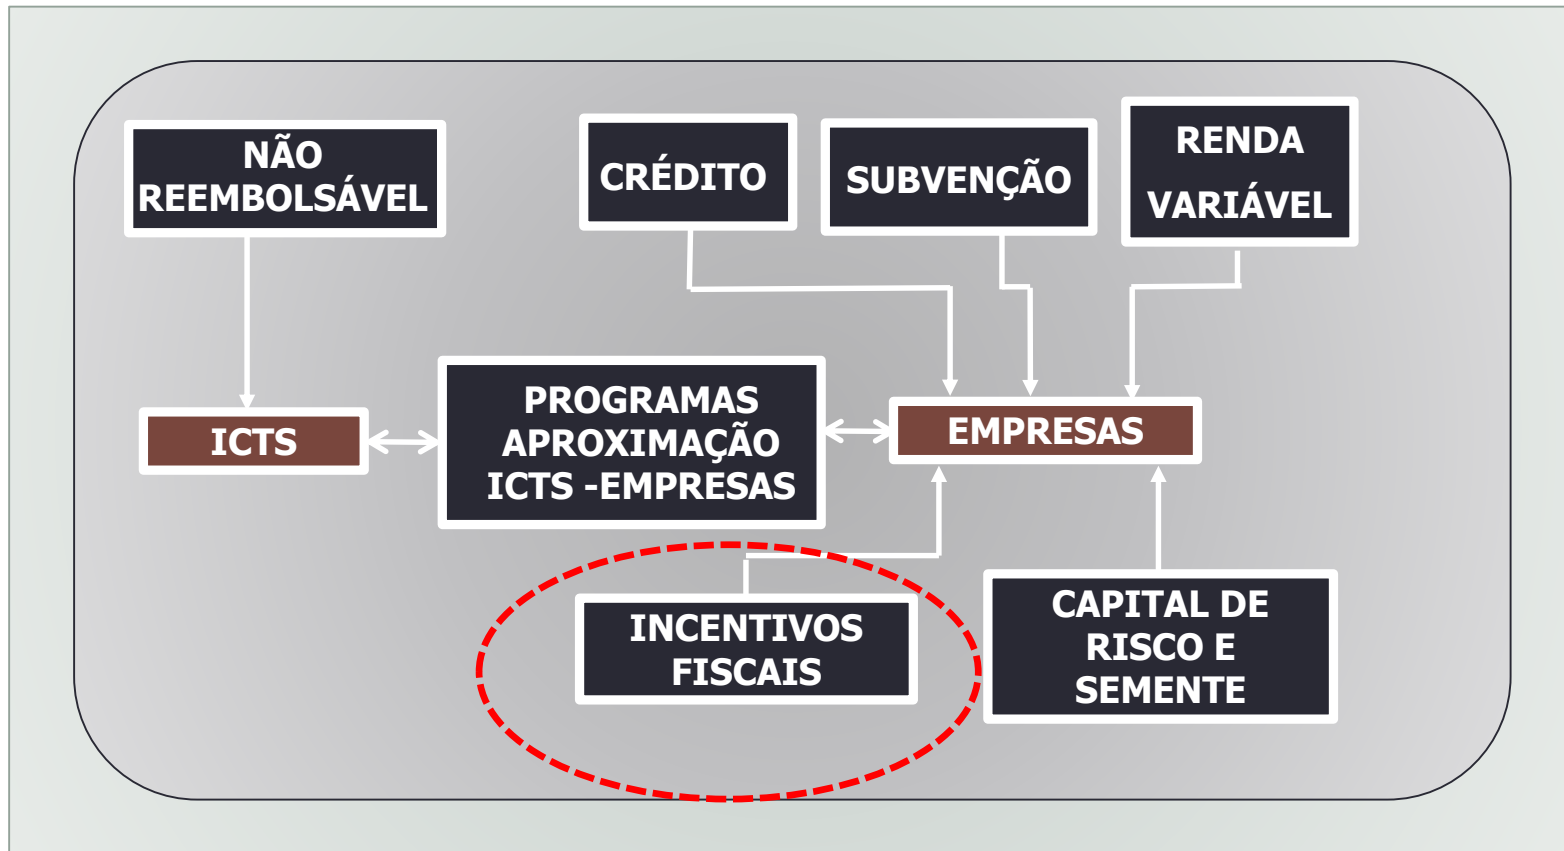 NÃO
REEMBOLSÁVEL
CRÉDITO
SUBVENÇÃO
RENDA
VARIÁVEL
ICTS
PROGRAMAS
APROXIMAÇÃO
ICTS -EMPRESAS
EMPRESAS
INCENTIVOS
FISCAIS
CAPITAL DE
RISCO E
SEMENTE